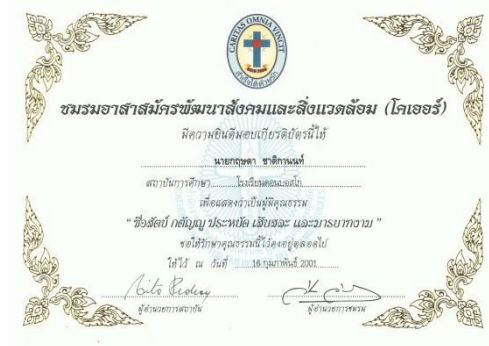 CARITAS OMNIA VINCIT
ชมรมอาสาสมัครพัฒนาสังคมและสิ่งแวดล้อม (โคเออร์)
มีความยินดีมอบเกียรติบัตรนี้ให้
นายกฤษดา ชาติกานนท์
สถาบันการศึกษา โรงเรียนดอนบอสโก
เพื่อแสดงว่าเป็นผู้มีคุณธรรม
“ ซื่อสัตย์ กตัญญู ประหยัด เสียสละ และมารยาทงาม ”
ขอให้รักษาคุณธรรมนี้ไว้คงอยู่ตลอดไป
ให้ไว้ ณ วันที่ 16 กุมภาพันธ์ 2001
ผู้อำนวยการสถาบัน ผู้อำนวยการชมรม